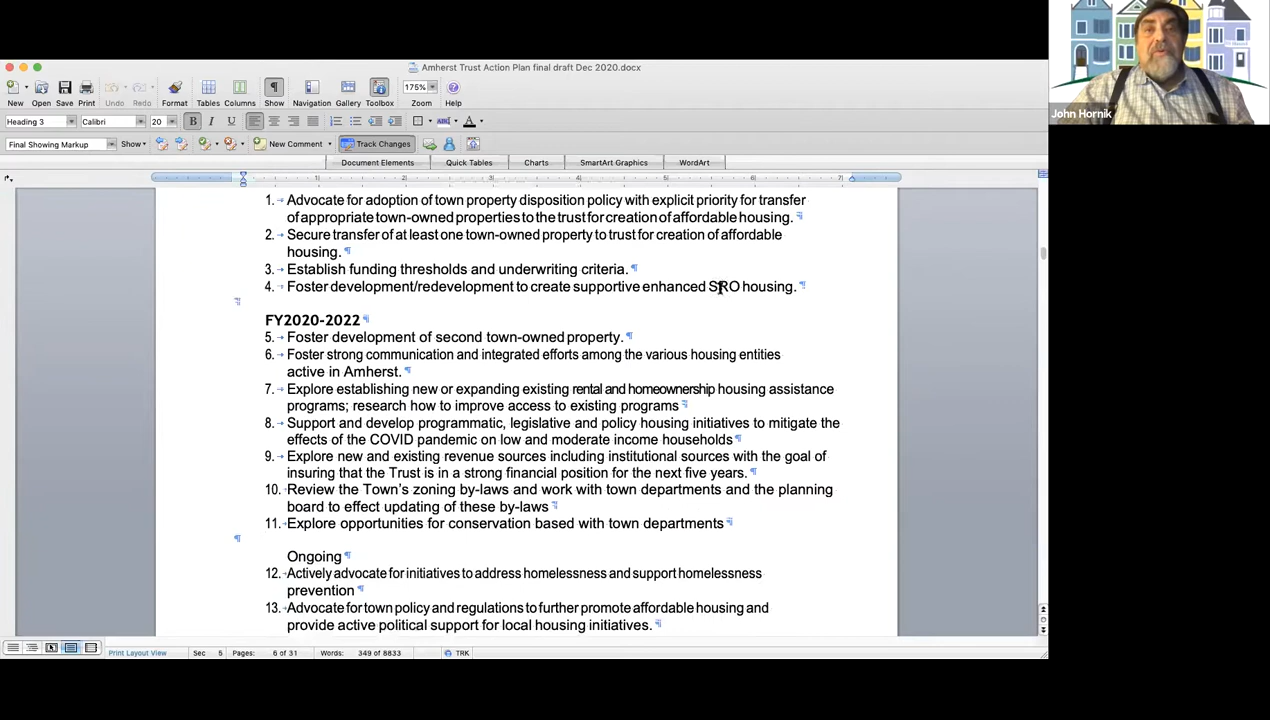 Amherst Trust Action Plan final draft Dec 2020.docx
175%
New Open Save Print Undo Redo Format Tables Columns Show Navigation Gallery Toolbox Zoom Help
Heading 3 Calibri 20 B I U ABC A
Final Showing Markup Show New Comment Track Changes
Document Elements Quick Tables Charts SmartArt Graphics WordArt
1 2 3 4 5 6 7
1. Advocate for adoption of town property disposition policy with explicit priority for transfer
of appropriate town-owned properties to the trust for creation of affordable housing. ¶
2. Secure transfer of at least one town-owned property to trust for creation of affordable
housing. ¶
3. Establish funding thresholds and underwriting criteria. ¶
4. Foster development/redevelopment to create supportive enhanced SRO housing. ¶
FY2020-2022 ¶
5. Foster development of second town-owned property. ¶
6. Foster strong communication and integrated efforts among the various housing entities
active in Amherst. ¶
7. Explore establishing new or expanding existing rental and homeownership housing assistance
programs; research how to improve access to existing programs ¶
8. Support and develop programmatic, legislative and policy housing initiatives to mitigate the
effects of the COVID pandemic on low and moderate income households ¶
9. Explore new and existing revenue sources including institutional sources with the goal of
insuring that the Trust is in a strong financial position for the next five years. ¶
10. Review the Town's zoning by-laws and work with town departments and the planning
board to effect updating of these by-laws ¶
11. Explore opportunities for conservation based with town departments ¶
¶
Ongoing ¶
12. Actively advocate for initiatives to address homelessness and support homelessness
prevention ¶
13. Advocate for town policy and regulations to further promote affordable housing and
provide active political support for local housing initiatives. ¶
Print Layout View Sec 5 Pages: 6 of 31 Words: 349 of 8833 TRK
John Hornik